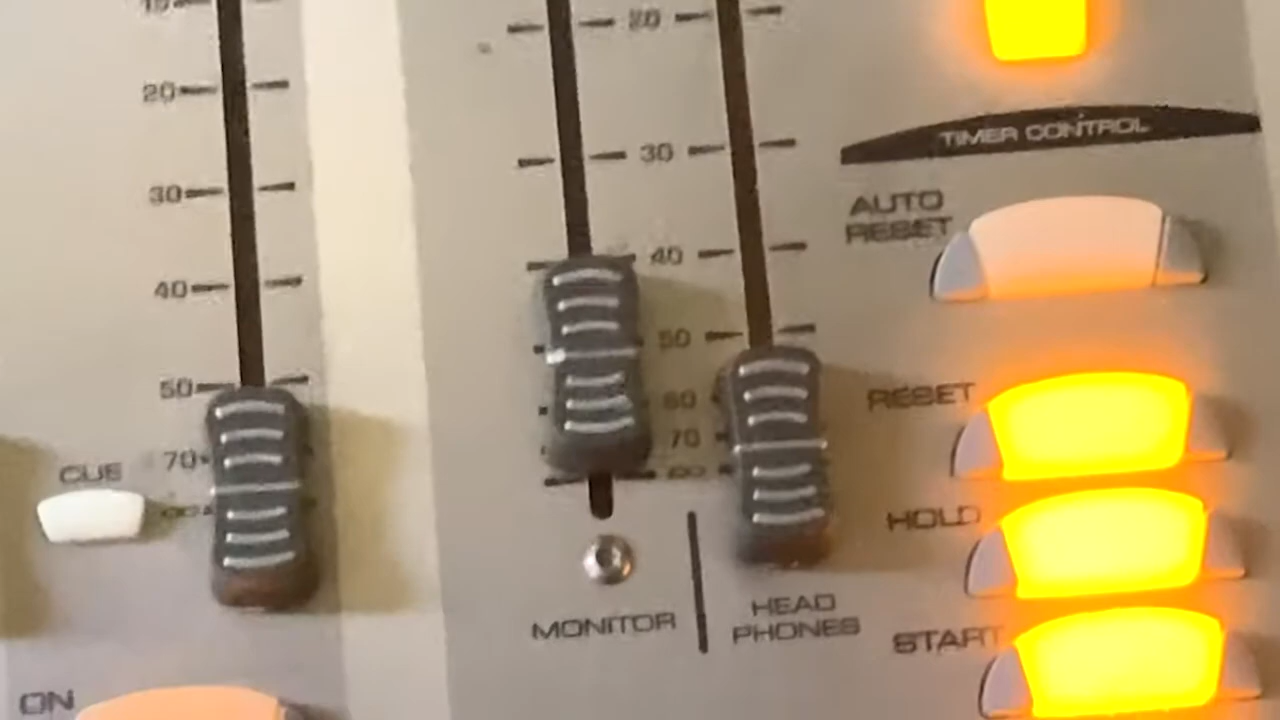 20
30
40
50
70
CUE
ON
20
30
40
50
60
70
MONITOR
HEAD
PHONES
TIMER CONTROL
AUTO
RESET
RESET
HOLD
START